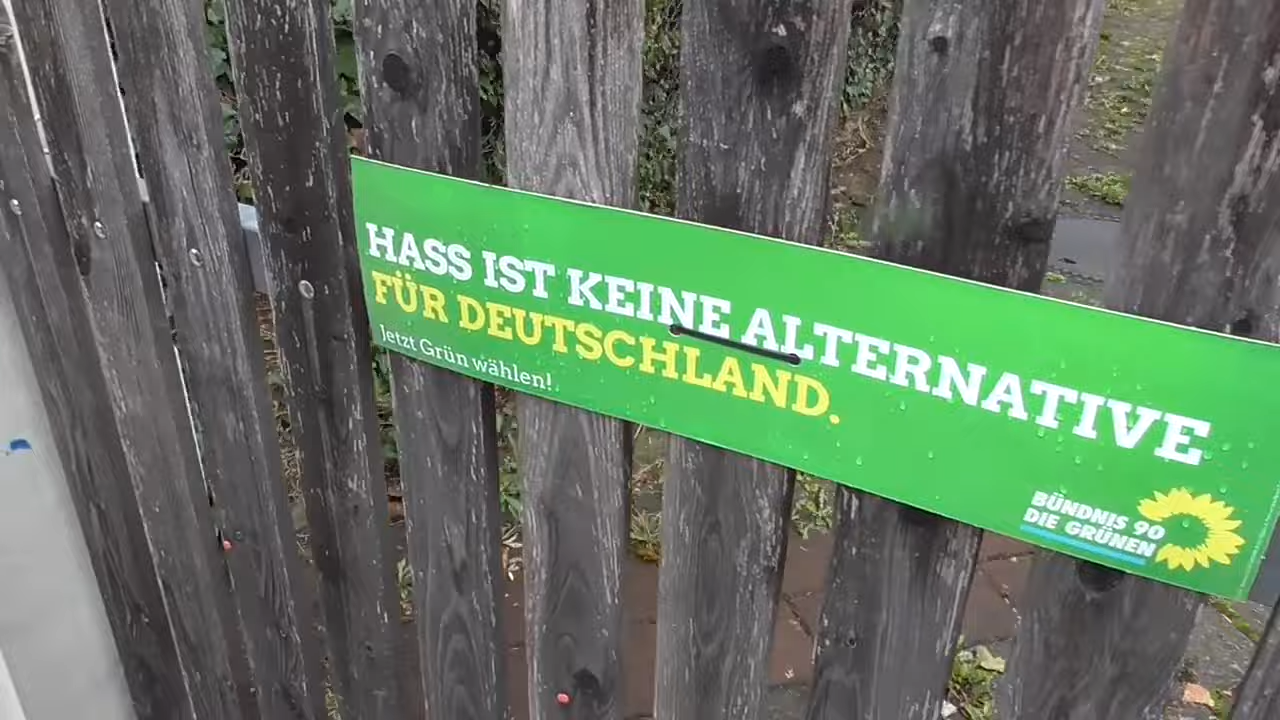 HASS IST KEINE ALTERNATIVE
FÜR DEUTSCHLAND.
Jetzt Grün wählen!
BÜNDNIS 90
DIE GRÜNEN